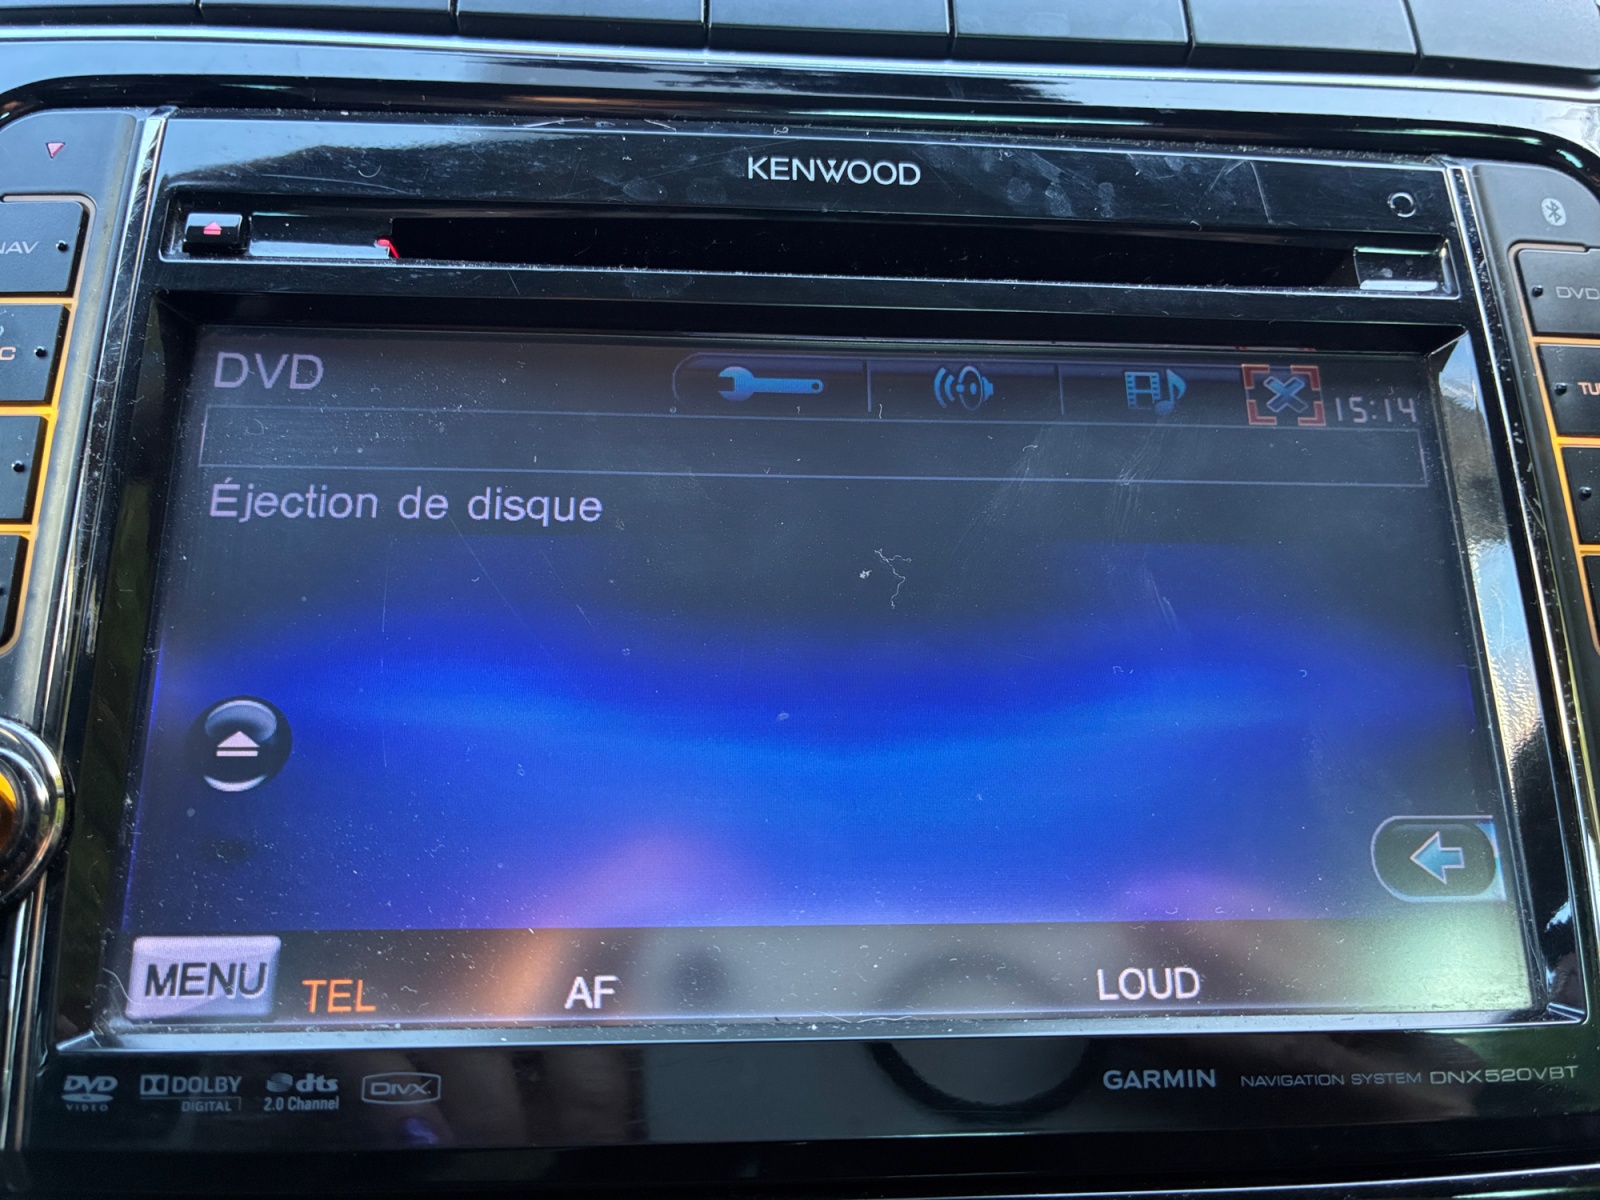 KENWOOD
NAV
DVD
DVD
15:14
Éjection de disque
MENU
TEL
AF
LOUD
DVD
VIDEO
DOLBY
DIGITAL
dts
2.0 Channel
DIVX
GARMIN NAVIGATION SYSTEM DNX520VBT